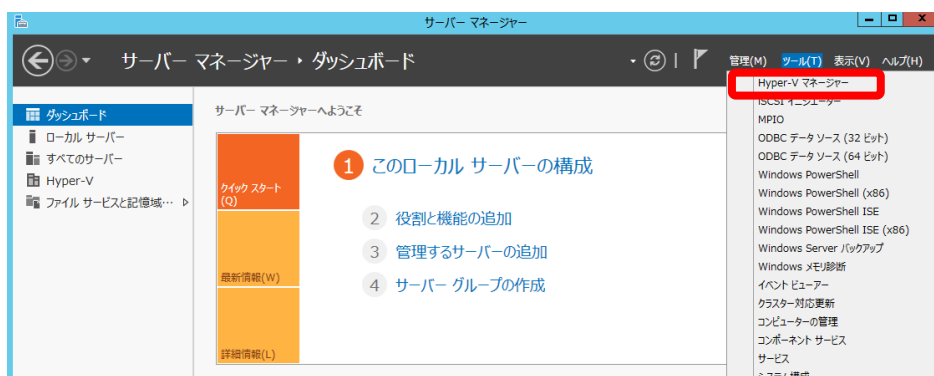 サーバー マネージャー
サーバー マネージャー ・ ダッシュボード
管理(M) ツール(T) 表示(V) ヘルプ(H)
ダッシュボード
ローカル サーバー
すべてのサーバー
Hyper-V
ファイル サービスと記憶域…
サーバー マネージャーへようこそ
クイック スタート
(Q)
最新情報(W)
詳細情報(L)
1 このローカル サーバーの構成
2 役割と機能の追加
3 管理するサーバーの追加
4 サーバー グループの作成
Hyper-V マネージャー
iSCSI イニシエーター
MPIO
ODBC データ ソース (32 ビット)
ODBC データ ソース (64 ビット)
Windows PowerShell
Windows PowerShell (x86)
Windows PowerShell ISE
Windows PowerShell ISE (x86)
Windows Server バックアップ
Windows メモリ診断
イベント ビューアー
クラスター対応更新
コンピューターの管理
コンポーネント サービス
サービス